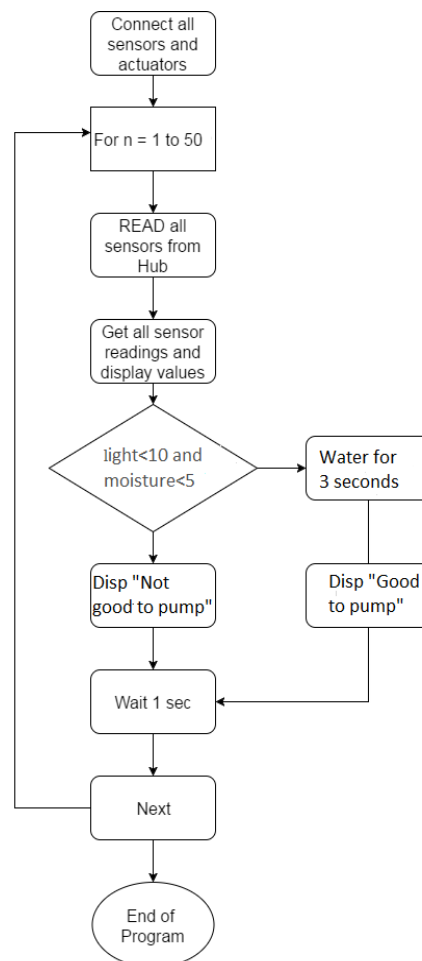 Connect all
sensors and
actuators
For n = 1 to 50
READ all
sensors from
Hub
Get all sensor
readings and
display values
light<10 and
moisture<5
Water for
3 seconds
Disp "Not
good to pump"
Disp "Good
to pump"
Wait 1 sec
Next
End of
Program